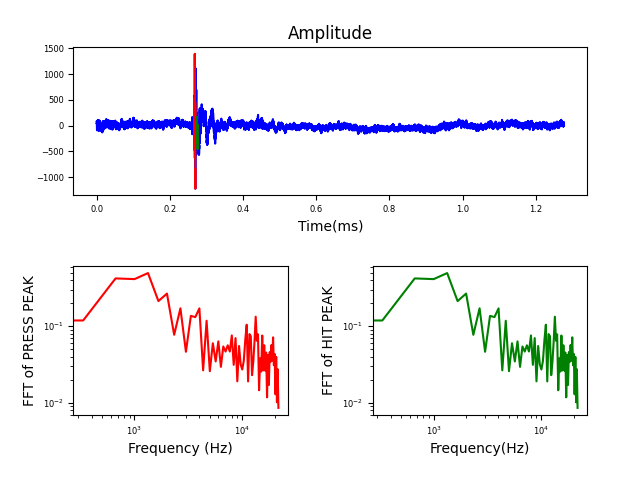 Amplitude
1500
1000
500
0
−500
−1000
0.0 0.2 0.4 0.6 0.8 1.0 1.2
Time(ms)
FFT of PRESS PEAK
10⁻¹
10⁻²
10³ 10⁴
Frequency (Hz)
FFT of HIT PEAK
10⁻¹
10⁻²
10³ 10⁴
Frequency(Hz)